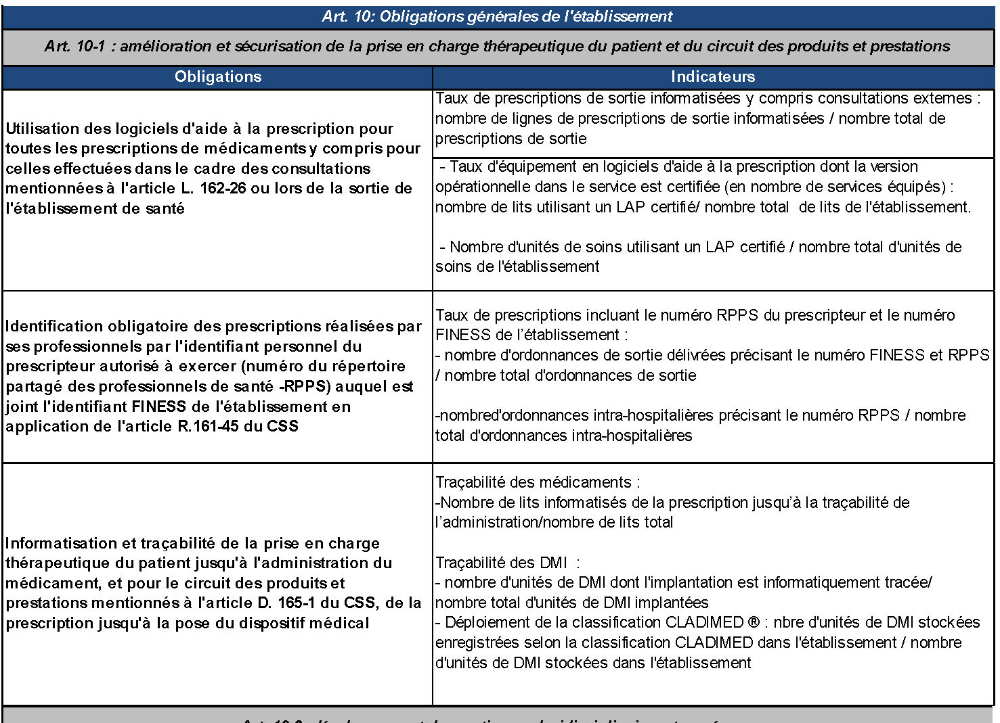 Art. 10: Obligations générales de l'établissement
Art. 10-1 : amélioration et sécurisation de la prise en charge thérapeutique du patient et du circuit des produits et prestations
Obligations
Indicateurs
Utilisation des logiciels d'aide à la prescription pour
toutes les prescriptions de médicaments y compris pour
celles effectuées dans le cadre des consultations
mentionnées à l'article L. 162-26 ou lors de la sortie de
l'établissement de santé
Taux de prescriptions de sortie informatisées y compris consultations externes :
nombre de lignes de prescriptions de sortie informatisées / nombre total de
prescriptions de sortie
- Taux d'équipement en logiciels d'aide à la prescription dont la version
opérationnelle dans le service est certifiée (en nombre de services équipés) :
nombre de lits utilisant un LAP certifié/ nombre total  de lits de l'établissement.
- Nombre d'unités de soins utilisant un LAP certifié / nombre total d'unités de
soins de l'établissement
Identification obligatoire des prescriptions réalisées par
ses professionnels par l'identifiant personnel du
prescripteur autorisé à exercer (numéro du répertoire
partagé des professionnels de santé -RPPS) auquel est
joint l'identifiant FINESS de l'établissement en
application de l'article R.161-45 du CSS
Taux de prescriptions incluant le numéro RPPS du prescripteur et le numéro
FINESS de l’établissement :
- nombre d'ordonnances de sortie délivrées précisant le numéro FINESS et RPPS
/ nombre total d'ordonnances de sortie
-nombred'ordonnances intra-hospitalières précisant le numéro RPPS / nombre
total d'ordonnances intra-hospitalières
Informatisation et traçabilité de la prise en charge
thérapeutique du patient jusqu'à l'administration du
médicament, et pour le circuit des produits et
prestations mentionnés à l'article D. 165-1 du CSS, de la
prescription jusqu'à la pose du dispositif médical
Traçabilité des médicaments :
-Nombre de lits informatisés de la prescription jusqu’à la traçabilité de
l’administration/nombre de lits total
Traçabilité des DMI  :
- nombre d'unités de DMI dont l'implantation est informatiquement tracée/
nombre total d'unités de DMI implantées
- Déploiement de la classification CLADIMED ® : nbre d'unités de DMI stockées
enregistrées selon la classification CLADIMED dans l'établissement / nombre
d'unités de DMI stockées dans l'établissement